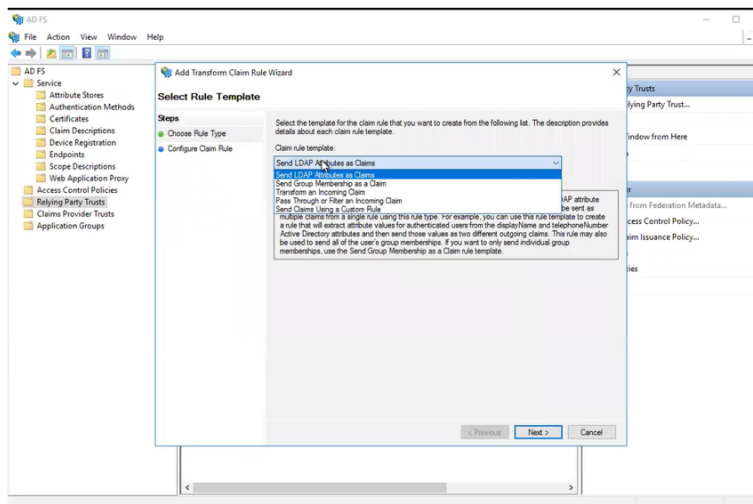 AD FS
File Action View Window Help
AD FS
Service
Attribute Stores
Authentication Methods
Certificates
Claim Descriptions
Device Registration
Endpoints
Scope Descriptions
Web Application Proxy
Access Control Policies
Relying Party Trusts
Claims Provider Trusts
Application Groups
Add Transform Claim Rule Wizard
Select Rule Template
Steps
Choose Rule Type
Configure Claim Rule
Select the template for the claim rule that you want to create from the following list. The description provides
details about each claim rule template.
Claim rule template:
Send LDAP Attributes as Claims
Send LDAP Attributes as Claims
Send Group Membership as a Claim
Transform an Incoming Claim
Pass Through or Filter an Incoming Claim
Send Claims Using a Custom Rule
AP attribute
be sent as
multiple claims from a single rule using this rule type. For example, you can use this rule template to create
a rule that will extract attribute values for authenticated users from the displayName and telephoneNumber
Active Directory attributes and then send those values as two different outgoing claims. This rule may also
be used to send all of the user's group memberships. If you want to only send individual group
memberships, use the Send Group Membership as a Claim rule template.
< Previous Next > Cancel
y Trusts
lying Party Trust...
indow from Here
from Federation Metadata...
cess Control Policy...
aim Issuance Policy...
ties